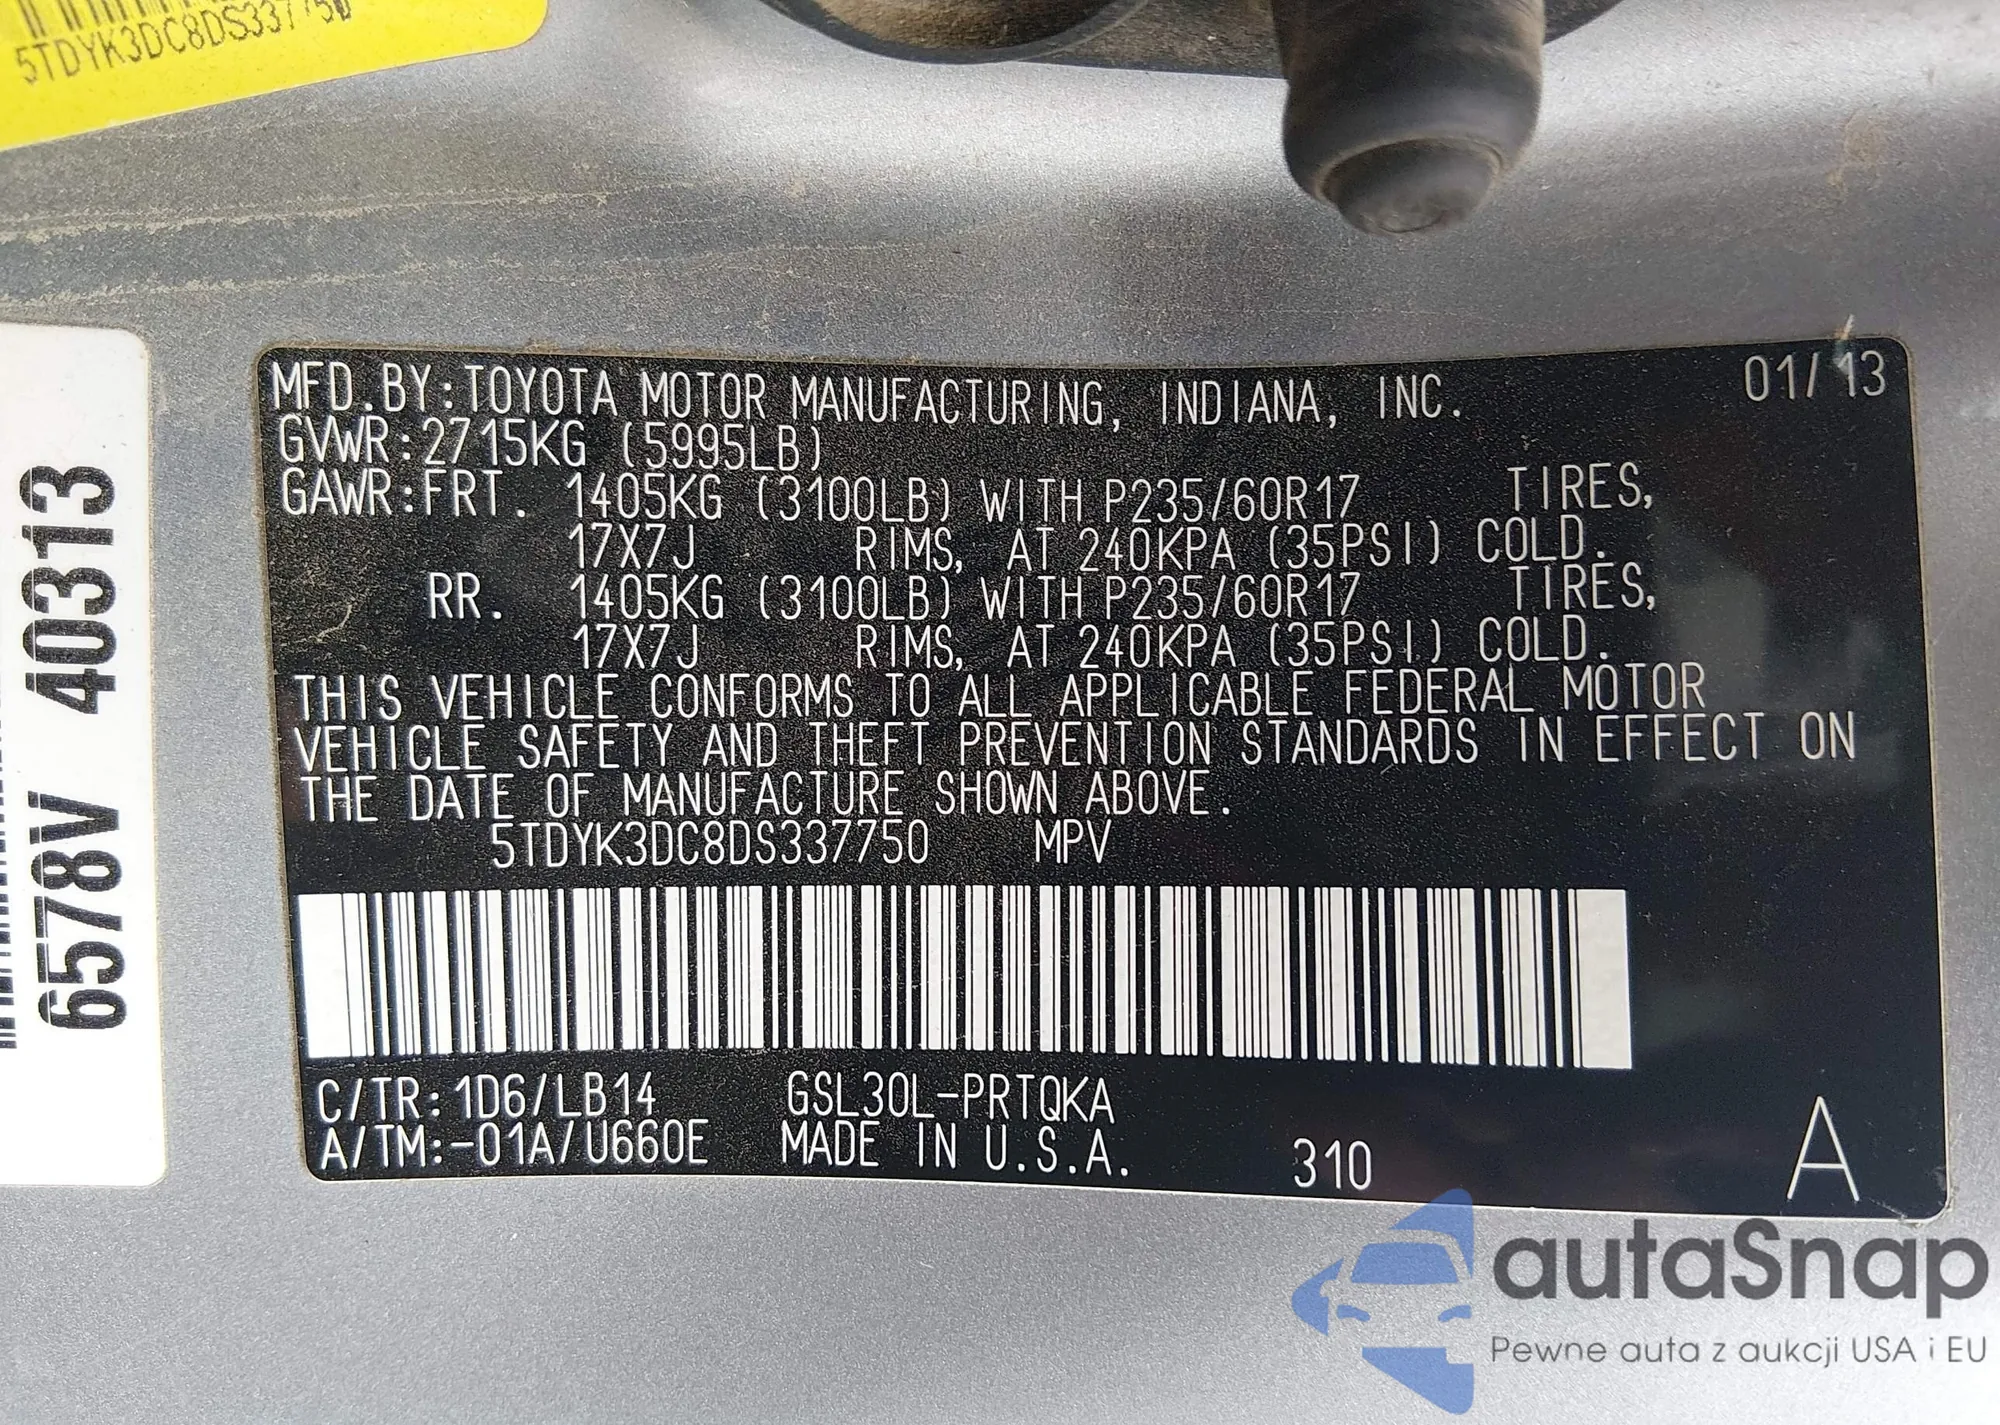 5TDYK3DC8DS337750
6578V 40313
MFD.BY:TOYOTA MOTOR MANUFACTURING, INDIANA, INC. 01/13
GVWR:2715KG (5995LB)
GAWR:FRT. 1405KG (3100LB) WITH P235/60R17 TIRES,
17X7J RIMS, AT 240KPA (35PSI) COLD.
RR. 1405KG (3100LB) WITH P235/60R17 TIRES,
17X7J RIMS, AT 240KPA (35PSI) COLD.
THIS VEHICLE CONFORMS TO ALL APPLICABLE FEDERAL MOTOR
VEHICLE SAFETY AND THEFT PREVENTION STANDARDS IN EFFECT ON
THE DATE OF MANUFACTURE SHOWN ABOVE.
5TDYK3DC8DS337750 MPV
C/TR:1D6/LB14 GSL30L-PRTQKA
A/TM:-01A/U660E MADE IN U.S.A. 310 A
autaSnap
Pewne auta z aukcji USA i EU